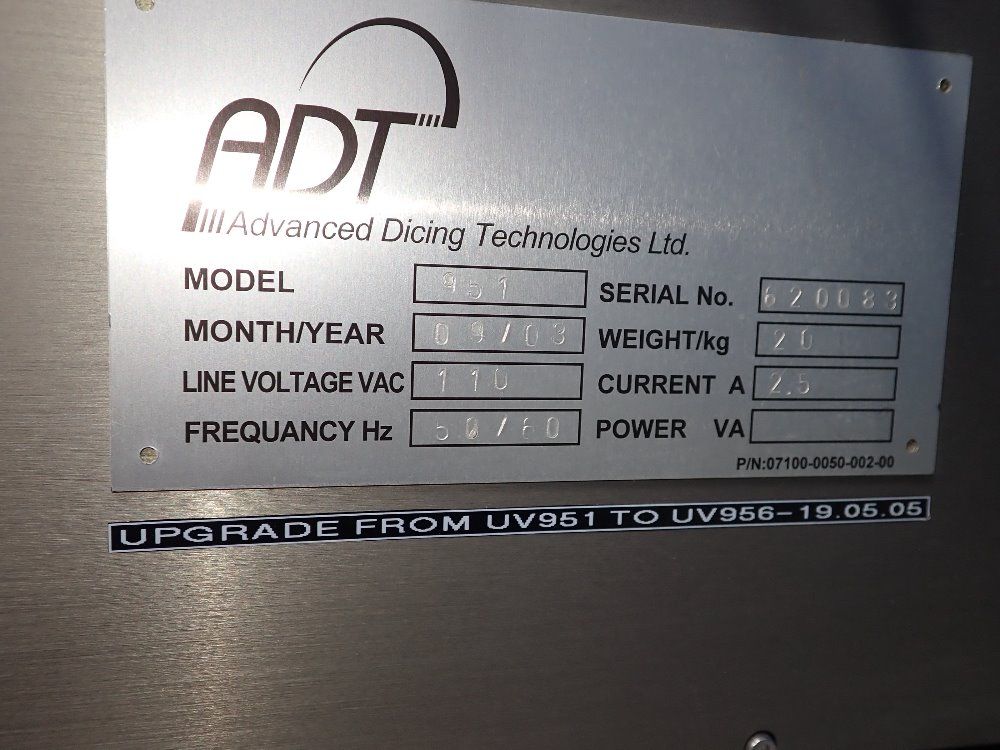 ADT
Advanced Dicing Technologies Ltd.
MODEL 951 SERIAL No. 620083
MONTH/YEAR 09/03 WEIGHT/kg 20
LINE VOLTAGE VAC 110 CURRENT A 2.5
FREQUANCY Hz 50/60 POWER VA
P/N:07100-0050-002-00
UPGRADE FROM UV951 TO UV956-19.05.05